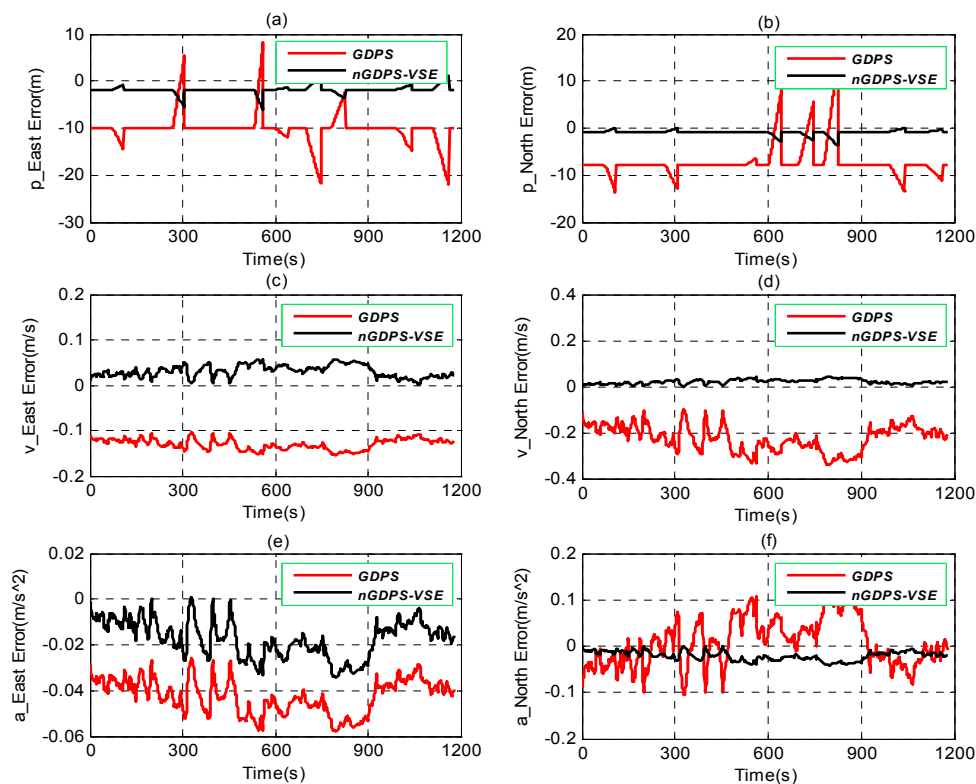 (a)
p_East Error(m)
10
0
-10
-20
-30
GDPS
nGDPS-VSE
0
300
600
900
1200
Time(s)
(b)
p_North Error(m)
20
10
0
-10
20
GDPS
nGDPS-VSE
0
300
600
900
1200
Time(s)
(c)
v_East Error(m/s)
0.2
0.1
0
-0.1
-0.2
GDPS
nGDPS-VSE
0
300
600
900
1200
Time(s)
(d)
v_North Error(m/s)
0.4
0.2
0
-0.2
-0.4
GDPS
nGDPS-VSE
0
300
600
900
1200
Time(s)
(e)
a_East Error(m/s^2)
0.02
0
-0.02
-0.04
-0.06
GDPS
nGDPS-VSE
0
300
600
900
1200
Time(s)
(f)
a_North Error(m/s^2)
0.2
0.1
0
-0.1
0.2
GDPS
nGDPS-VSE
0
300
600
900
1200
Time(s)